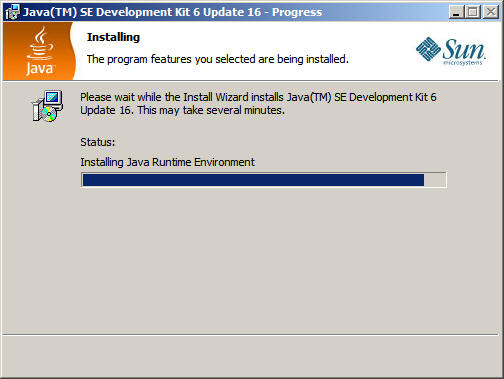 Java(TM) SE Development Kit 6 Update 16 - Progress
Installing
The program features you selected are being installed.
Java
Sun
microsystems
Please wait while the Install Wizard installs Java(TM) SE Development Kit 6
Update 16. This may take several minutes.
Status:
Installing Java Runtime Environment